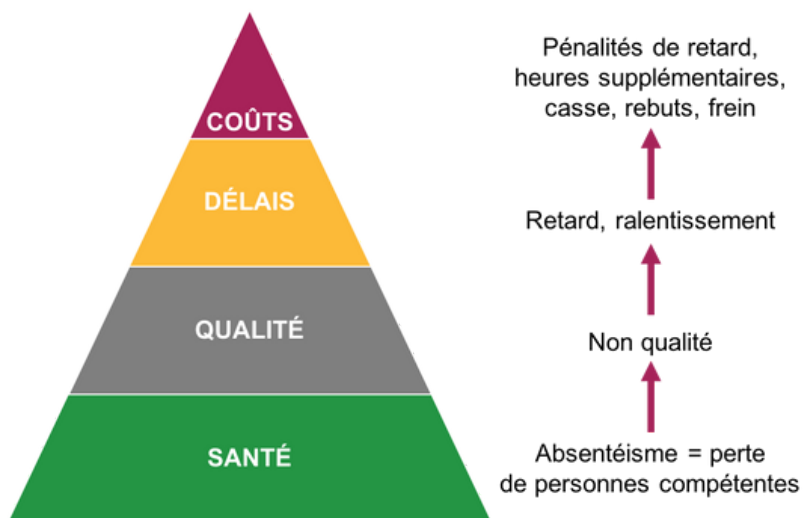 COÛTS
DÉLAIS
QUALITÉ
SANTÉ
Pénalités de retard,
heures supplémentaires,
casse, rebuts, frein
Retard, ralentissement
Non qualité
Absentéisme = perte
de personnes compétentes